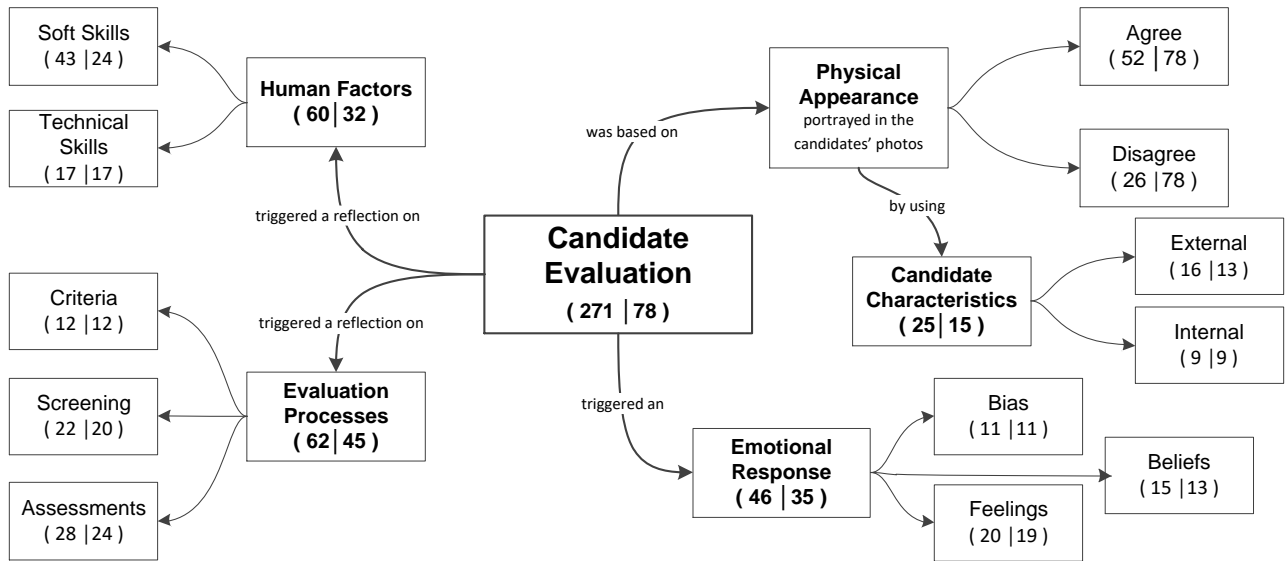 Soft Skills
( 43 |24 )
Technical
Skills
( 17 |17 )
Human Factors
( 60|32 )
triggered a reflection on
Criteria
( 12 |12 )
Screening
( 22 |20 )
Assessments
( 28 |24 )
Evaluation
Processes
( 62|45 )
triggered a reflection on
Candidate
Evaluation
( 271 |78 )
was based on
Physical
Appearance
portrayed in the
candidates’ photos
Agree
( 52 |78 )
Disagree
( 26 |78 )
by using
Candidate
Characteristics
( 25|15 )
External
( 16 |13 )
Internal
( 9 |9 )
triggered an
Emotional
Response
( 46 |35 )
Bias
( 11 |11 )
Beliefs
( 15 |13 )
Feelings
( 20 |19 )